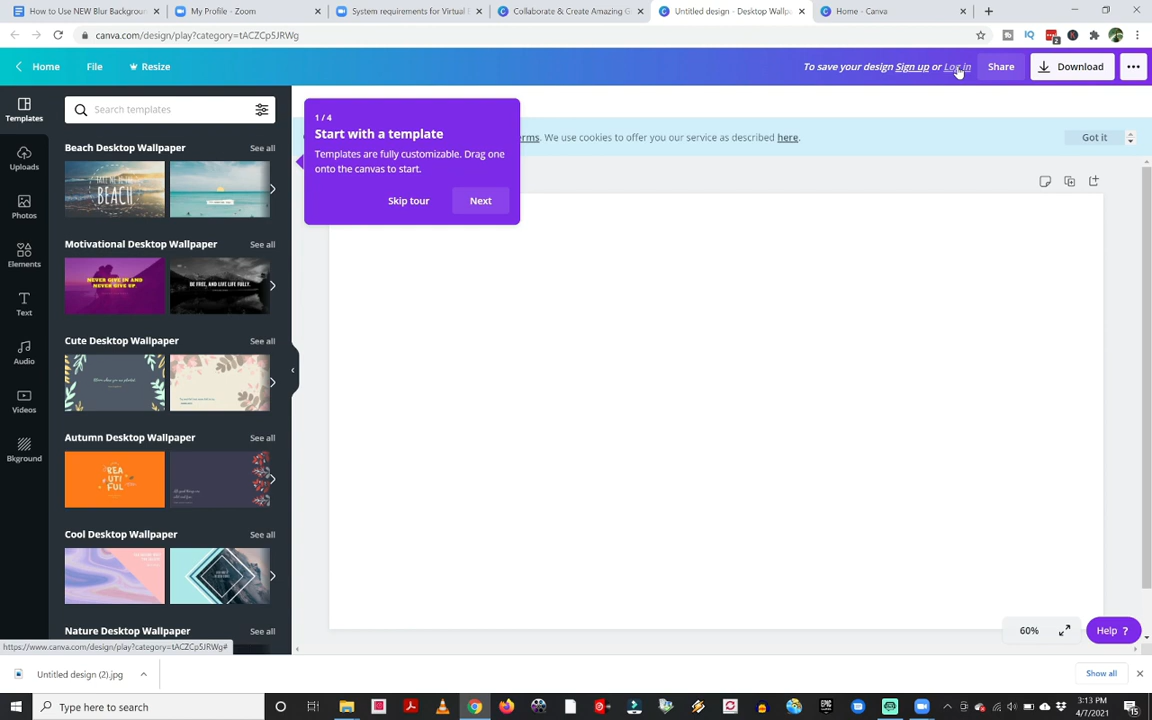 How to Use NEW Blur Backgroun
My Profile - Zoom
System requirements for Virtual B
Collaborate & Create Amazing G
Untitled design - Desktop Wallpa
Home - Canva
canva.com/design/play?category=tACZCp5JRWg
Home
File
Resize
To save your design Sign up or Log in
Share
Download
Templates
Uploads
Photos
Elements
Text
Audio
Videos
Bkground
Search templates
Beach Desktop Wallpaper
See all
Motivational Desktop Wallpaper
See all
NEVER GIVE IN AND
NEVER GIVE UP
BE FREE, AND LIVE LIFE FULLY.
Cute Desktop Wallpaper
See all
Autumn Desktop Wallpaper
See all
REA
UTI
FUL
Cool Desktop Wallpaper
See all
Nature Desktop Wallpaper
See all
1 / 4
Start with a template
Templates are fully customizable. Drag one
onto the canvas to start.
Skip tour
Next
erms. We use cookies to offer you our service as described here.
Got it
60%
Help ?
https://www.canva.com/design/play?category=tACZCp5JRWg#
Untitled design (2).jpg
Show all
Type here to search
3:13 PM
4/7/2021
15